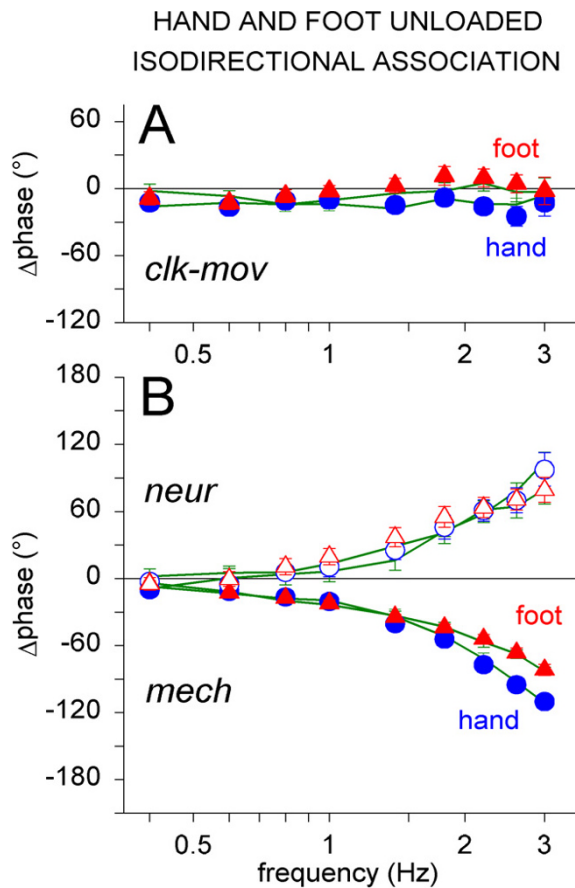 HAND AND FOOT UNLOADED
ISODIRECTIONAL ASSOCIATION
A
60
0
-60
-120
Δphase (°)
foot
hand
clk-mov
0.5 1 2 3
B
180
120
60
0
-60
-120
-180
Δphase (°)
neur
foot
mech
hand
0.5 1 2 3
frequency (Hz)